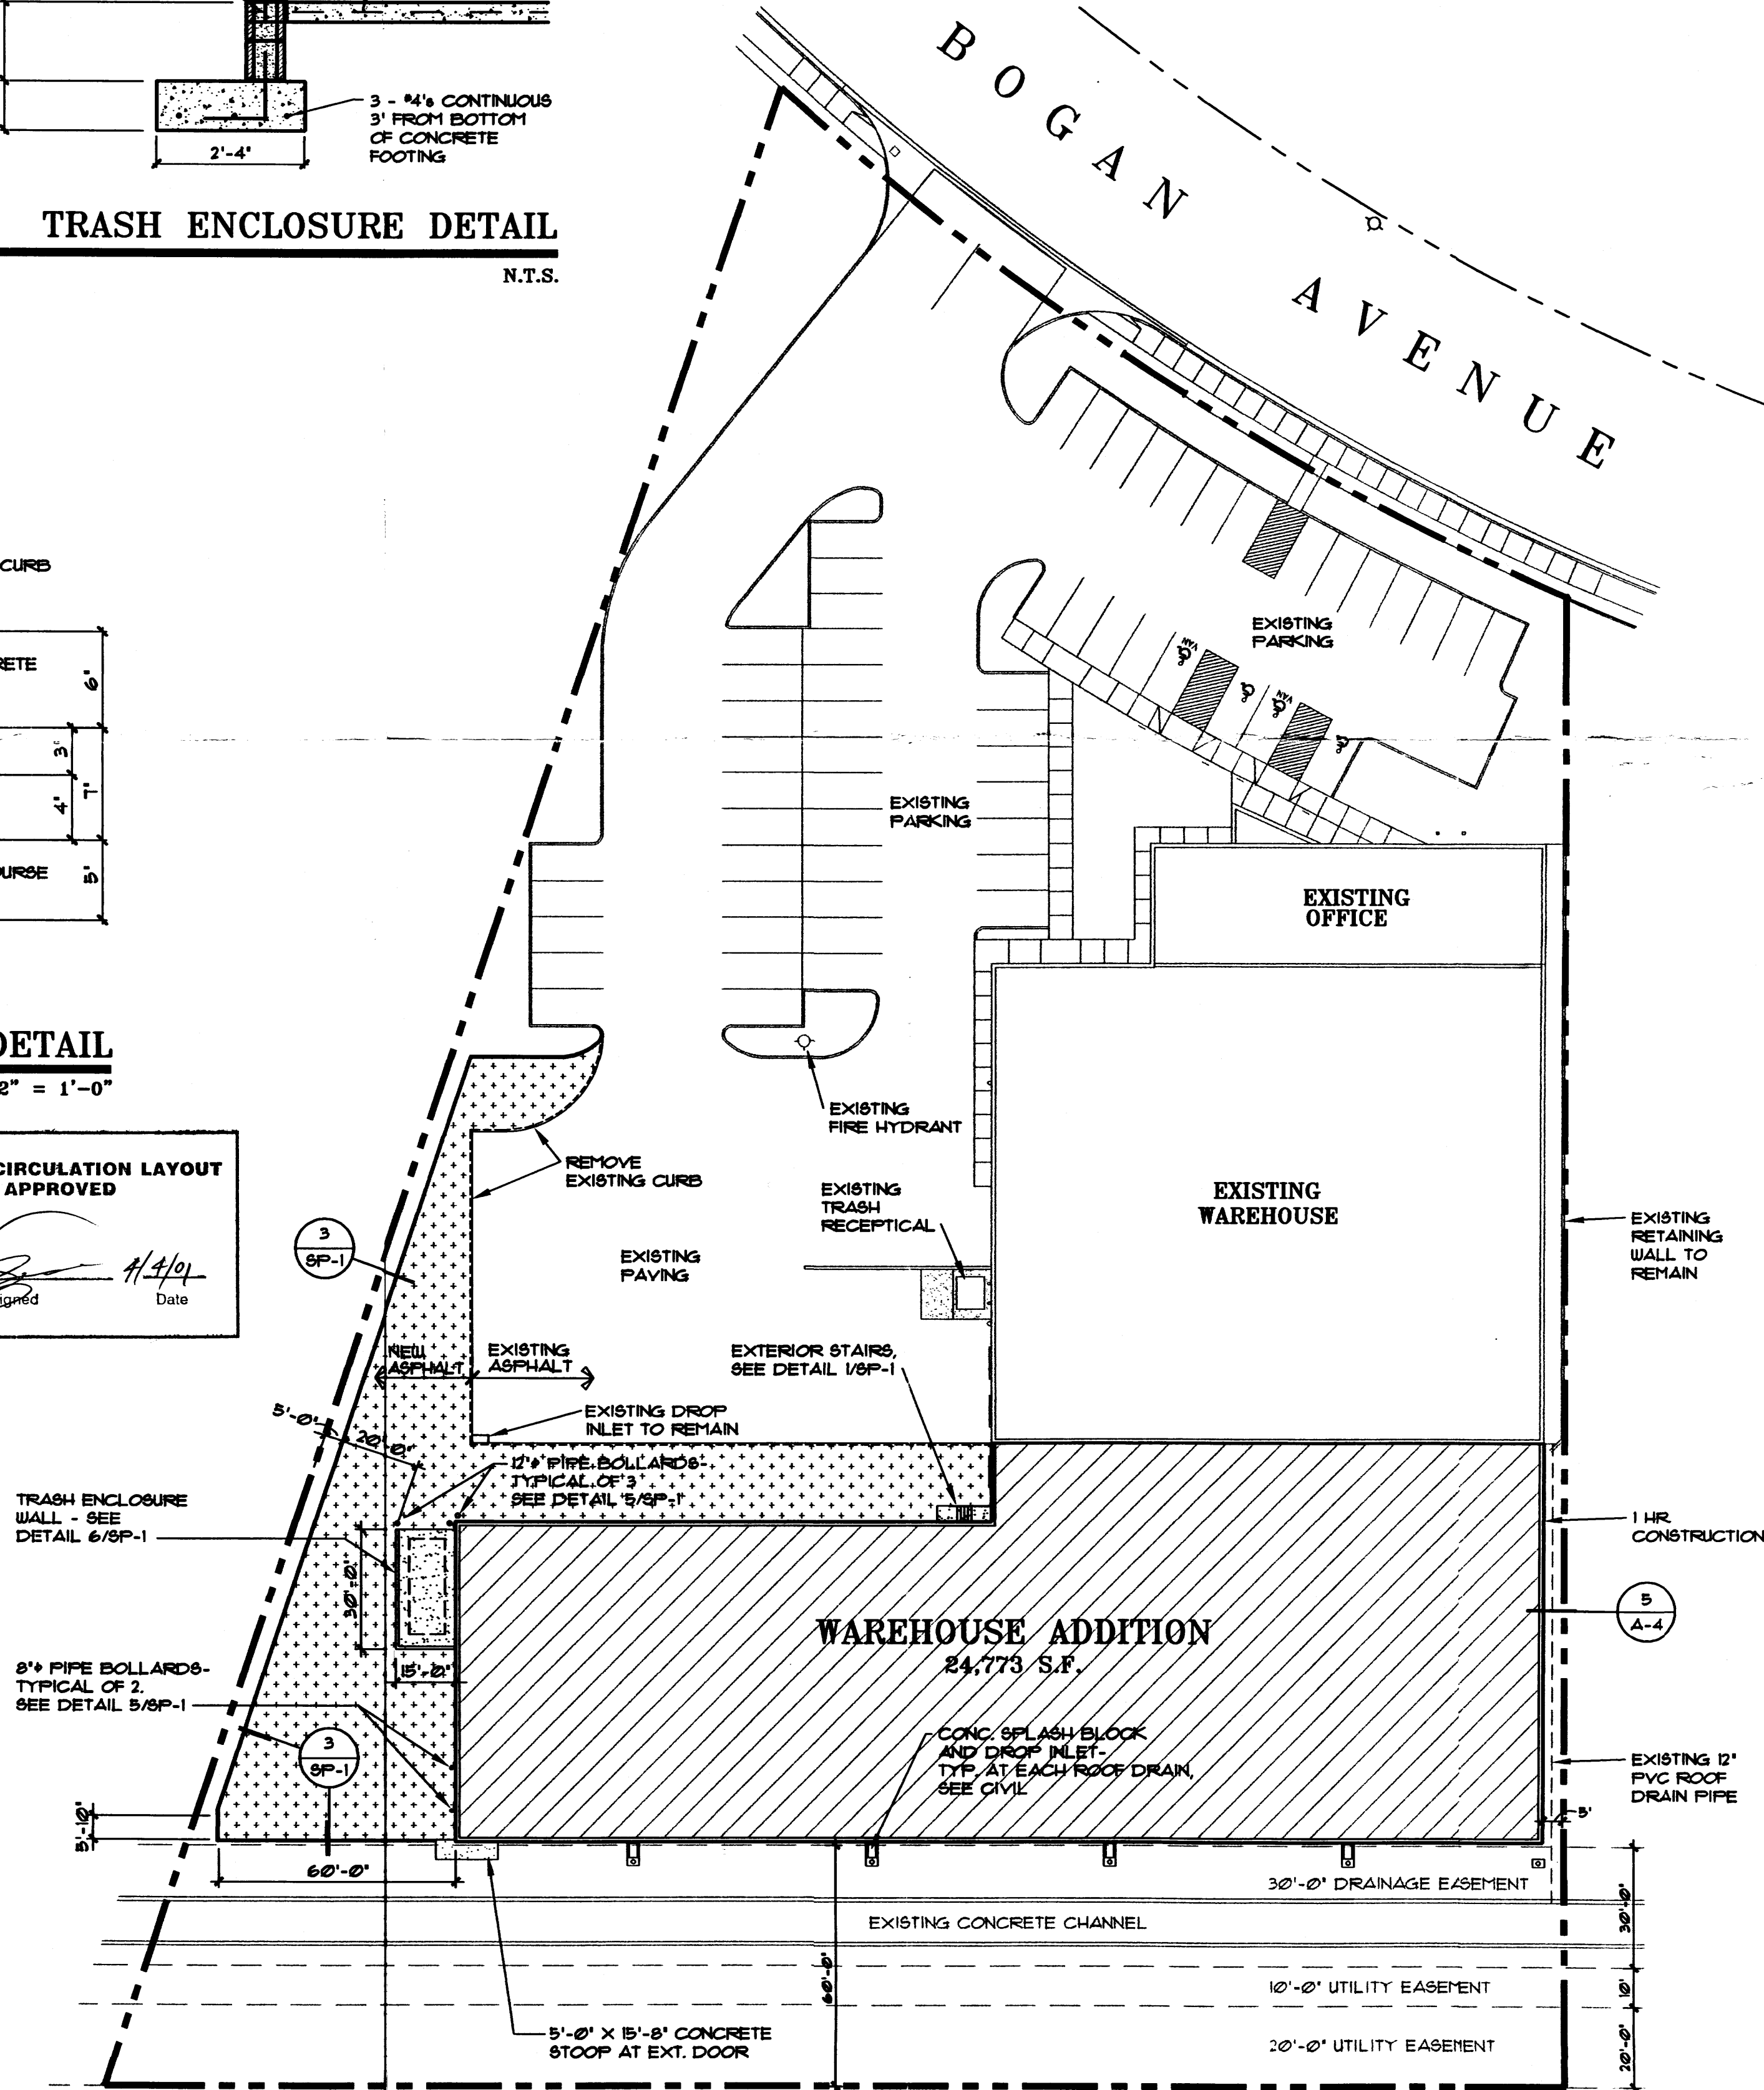 3 - #4's CONTINUOUS
3" FROM BOTTOM
OF CONCRETE
FOOTING
2'-4"
TRASH ENCLOSURE DETAIL
N.T.S.
BOGAN AVENUE
CURB
6"
3"
4"
7"
5"
DETAIL
2" = 1'-0"
CIRCULATION LAYOUT
APPROVED
4/4/01
Date
EXISTING
PARKING
VAN
VAN
EXISTING
PARKING
EXISTING
OFFICE
EXISTING
FIRE HYDRANT
REMOVE
EXISTING CURB
EXISTING
TRASH
RECEPTICAL
EXISTING
WAREHOUSE
EXISTING
RETAINING
WALL TO
REMAIN
3
SP-1
EXISTING
PAVING
NEW
ASPHALT
EXISTING
ASPHALT
EXTERIOR STAIRS,
SEE DETAIL 1/SP-1
5'-0"
20'-0"
EXISTING DROP
INLET TO REMAIN
12"ø PIPE BOLLARDS-
TYPICAL OF 3
SEE DETAIL 5/SP-1
TRASH ENCLOSURE
WALL - SEE
DETAIL 6/SP-1
30'-0"
15'-0"
1 HR.
CONSTRUCTION
5
A-4
WAREHOUSE ADDITION
24,773 S.F.
8"ø PIPE BOLLARDS-
TYPICAL OF 2.
SEE DETAIL 5/SP-1
3
SP-1
CONC. SPLASH BLOCK
AND DROP INLET-
TYP. AT EACH ROOF DRAIN,
SEE CIVIL
EXISTING 12"
PVC ROOF
DRAIN PIPE
5'
60'-0"
30'-0" DRAINAGE EASEMENT
30'-0"
EXISTING CONCRETE CHANNEL
60'-0"
10'-0" UTILITY EASEMENT
10'
5'-0" X 15'-8" CONCRETE
STOOP AT EXT. DOOR
20'-0" UTILITY EASEMENT
20'-0"